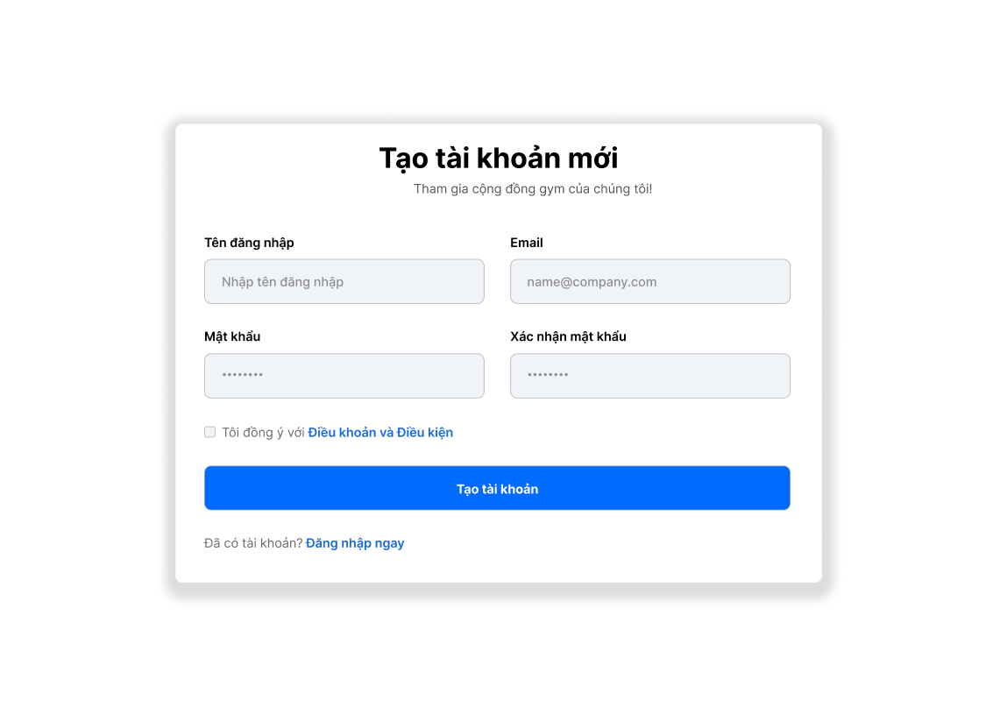 Tạo tài khoản mới
Tham gia cộng đồng gym của chúng tôi!
Tên đăng nhập
Email
Nhập tên đăng nhập
name@company.com
Mật khẩu
Xác nhận mật khẩu
••••••••
••••••••
Tôi đồng ý với Điều khoản và Điều kiện
Tạo tài khoản
Đã có tài khoản? Đăng nhập ngay